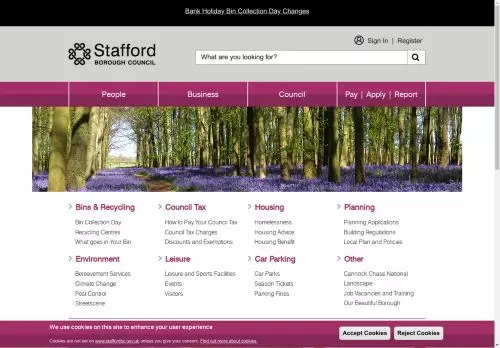 Bank Holiday Bin Collection Day Changes
Stafford
BOROUGH COUNCIL
Sign In | Register
What are you looking for?
People
Business
Council
Pay | Apply | Report
Bins & Recycling
Bin Collection Day
Recycling Centres
What goes in Your Bin
Council Tax
How to Pay Your Council Tax
Council Tax Charges
Discounts and Exemptions
Housing
Homelessness
Housing Advice
Housing Benefit
Planning
Planning Applications
Building Regulations
Local Plan and Policies
Environment
Bereavement Services
Climate Change
Pest Control
Streetscene
Leisure
Leisure and Sports Facilities
Events
Visitors
Car Parking
Car Parks
Season Tickets
Parking Fines
Other
Cannock Chase National
Landscape
Job Vacancies and Training
Our Beautiful Borough
We use cookies on this site to enhance your user experience
Cookies are not set on www.staffordbc.gov.uk unless you give your consent. Find out more about cookies.
Accept Cookies
Reject Cookies